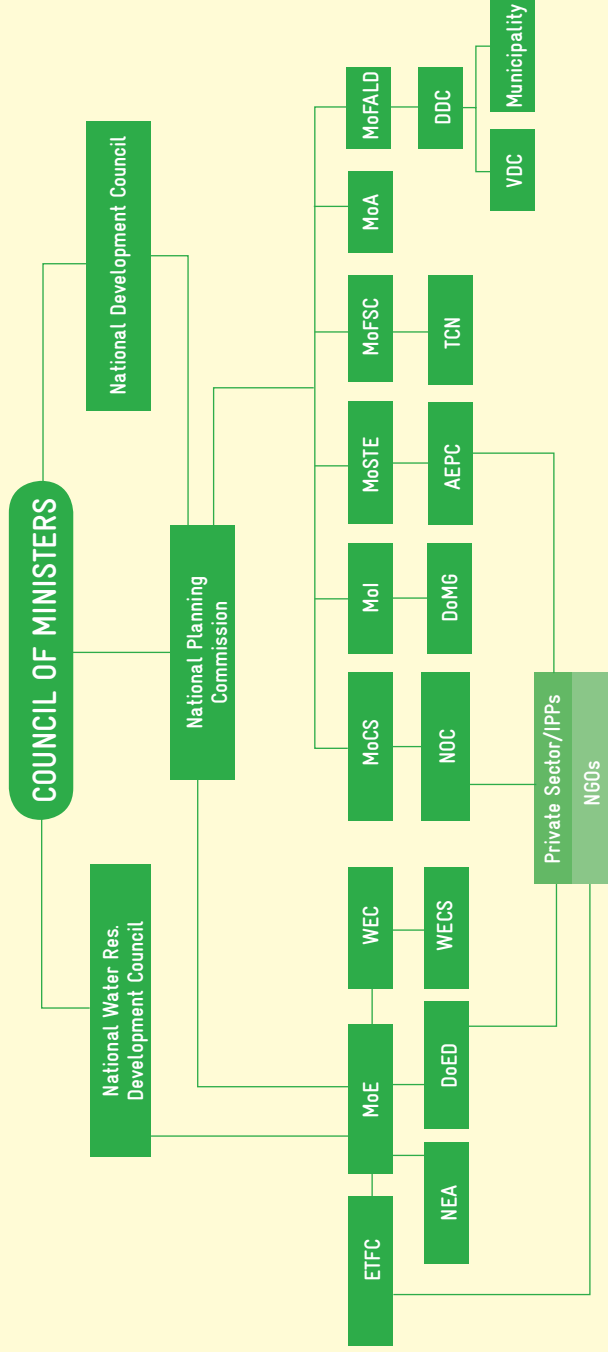 COUNCIL OF MINISTERS
National Water Res.
Development Council
National Development Council
National Planning
Commission
ETFC
MoE
WEC
MoCS
MoI
MoSTE
MoFSC
MoA
MoFALD
NEA
DoED
WECS
NOC
DoMG
AEPC
TCN
DDC
VDC
Municipality
Private Sector/IPPs
NGOs